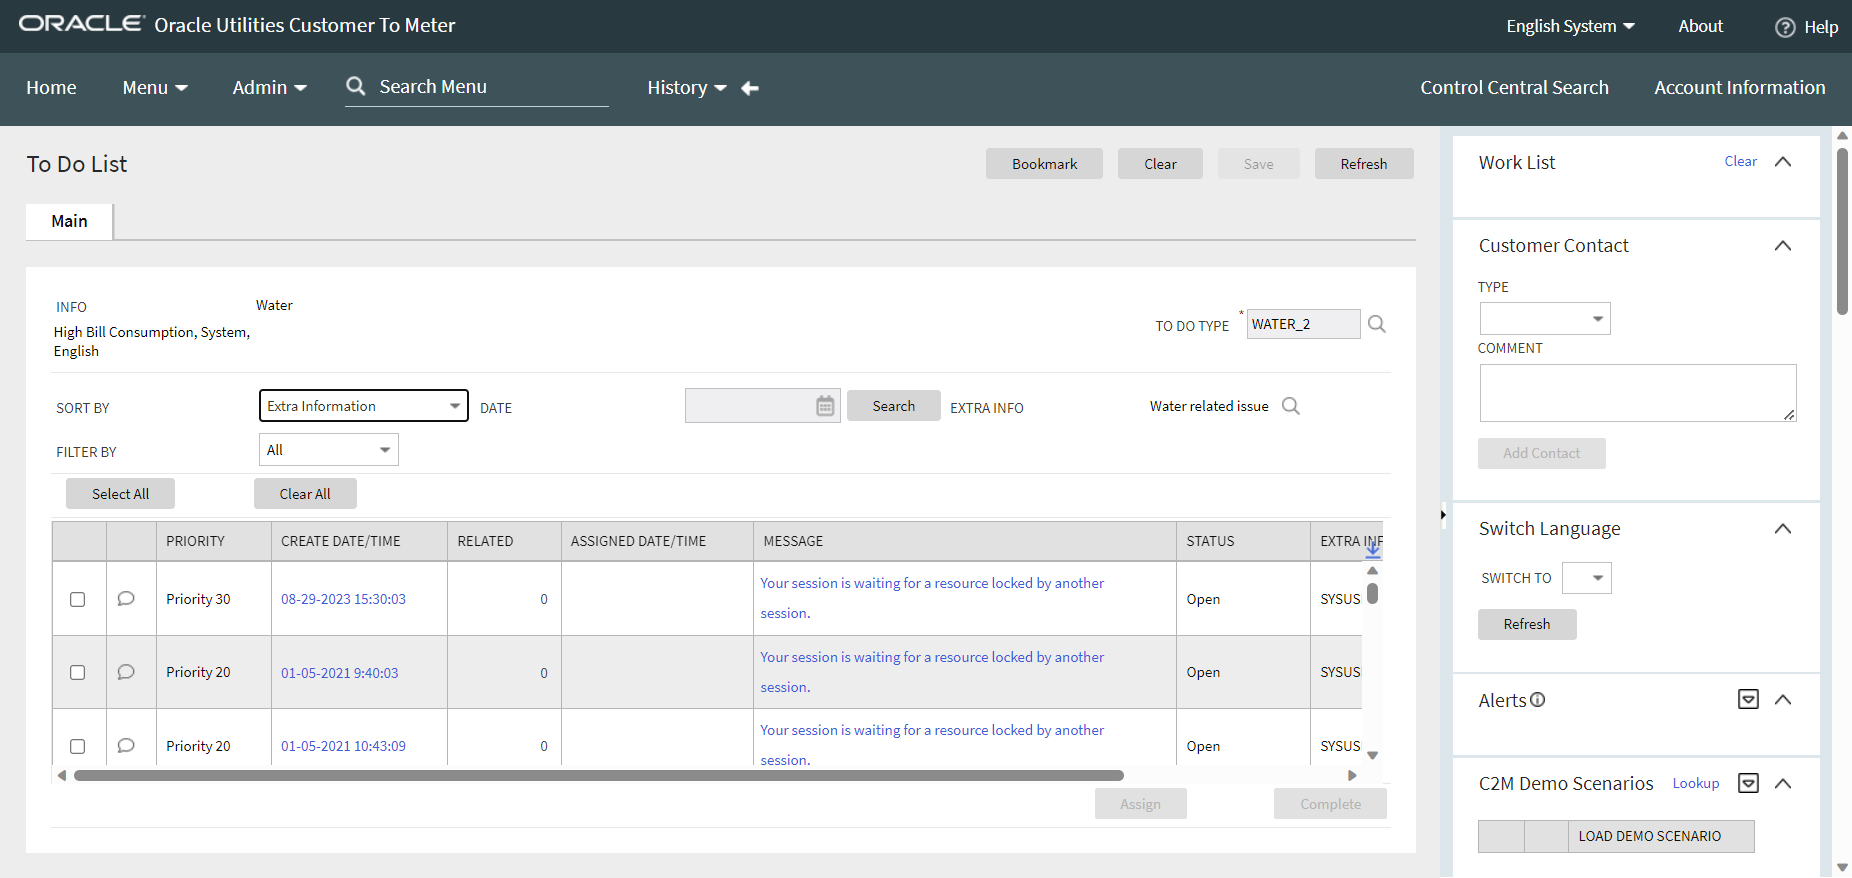 ORACLE Oracle Utilities Customer To Meter
English System
About
Help
Home
Menu
Admin
Search Menu
History
Control Central Search
Account Information
To Do List
Bookmark
Clear
Save
Refresh
Main
INFO
Water
High Bill Consumption, System,
English
TO DO TYPE
*
WATER_2
SORT BY
Extra Information
DATE
Search
EXTRA INFO
Water related issue
FILTER BY
All
Select All
Clear All
PRIORITY CREATE DATE/TIME RELATED ASSIGNED DATE/TIME MESSAGE STATUS EXTRA INF
Priority 30 08-29-2023 15:30:03 0 Your session is waiting for a resource locked by another Open SYSUS
session.
Priority 20 01-05-2021 9:40:03 0 Your session is waiting for a resource locked by another Open SYSUS
session.
Priority 20 01-05-2021 10:43:09 0 Your session is waiting for a resource locked by another Open SYSUS
session.
Assign
Complete
Work List
Clear
Customer Contact
TYPE
COMMENT
Add Contact
Switch Language
SWITCH TO
Refresh
Alerts
C2M Demo Scenarios
Lookup
LOAD DEMO SCENARIO